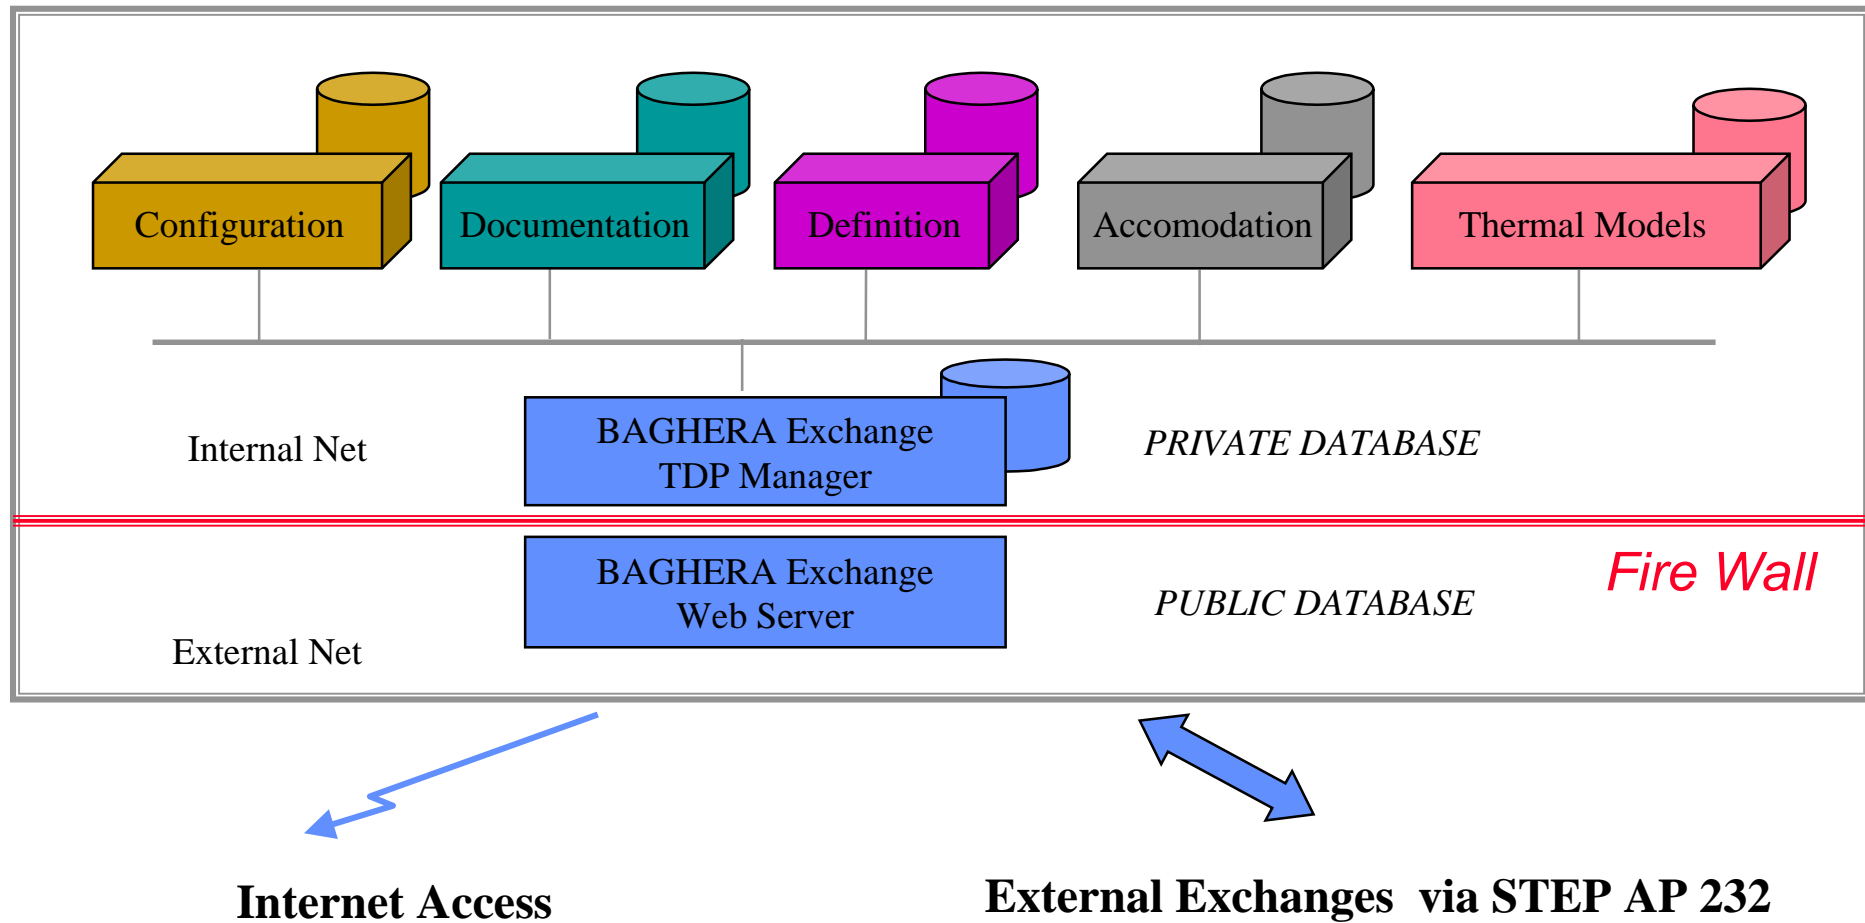 Configuration
Documentation
Definition
Accomodation
Thermal Models
Internal Net
BAGHERA Exchange
TDP Manager
PRIVATE DATABASE
Fire Wall
BAGHERA Exchange
Web Server
PUBLIC DATABASE
External Net
Internet Access
External Exchanges via STEP AP 232